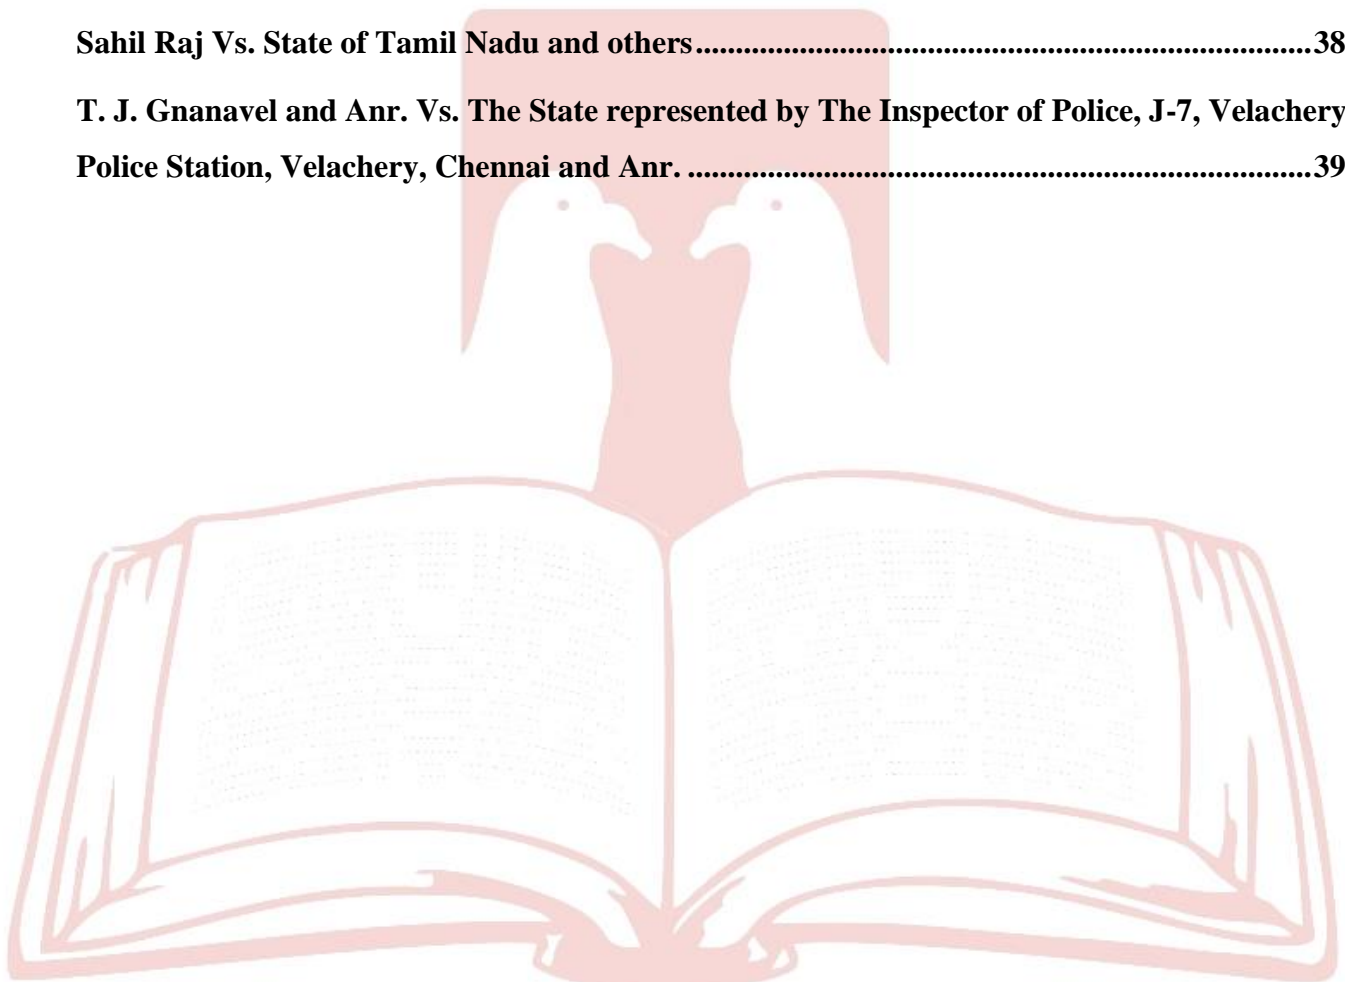 Sahil Raj Vs. State of Tamil Nadu and others....................................................................................38
T. J. Gnanavel and Anr. Vs. The State represented by The Inspector of Police, J-7, Velachery
Police Station, Velachery, Chennai and Anr. .....................................................................................39